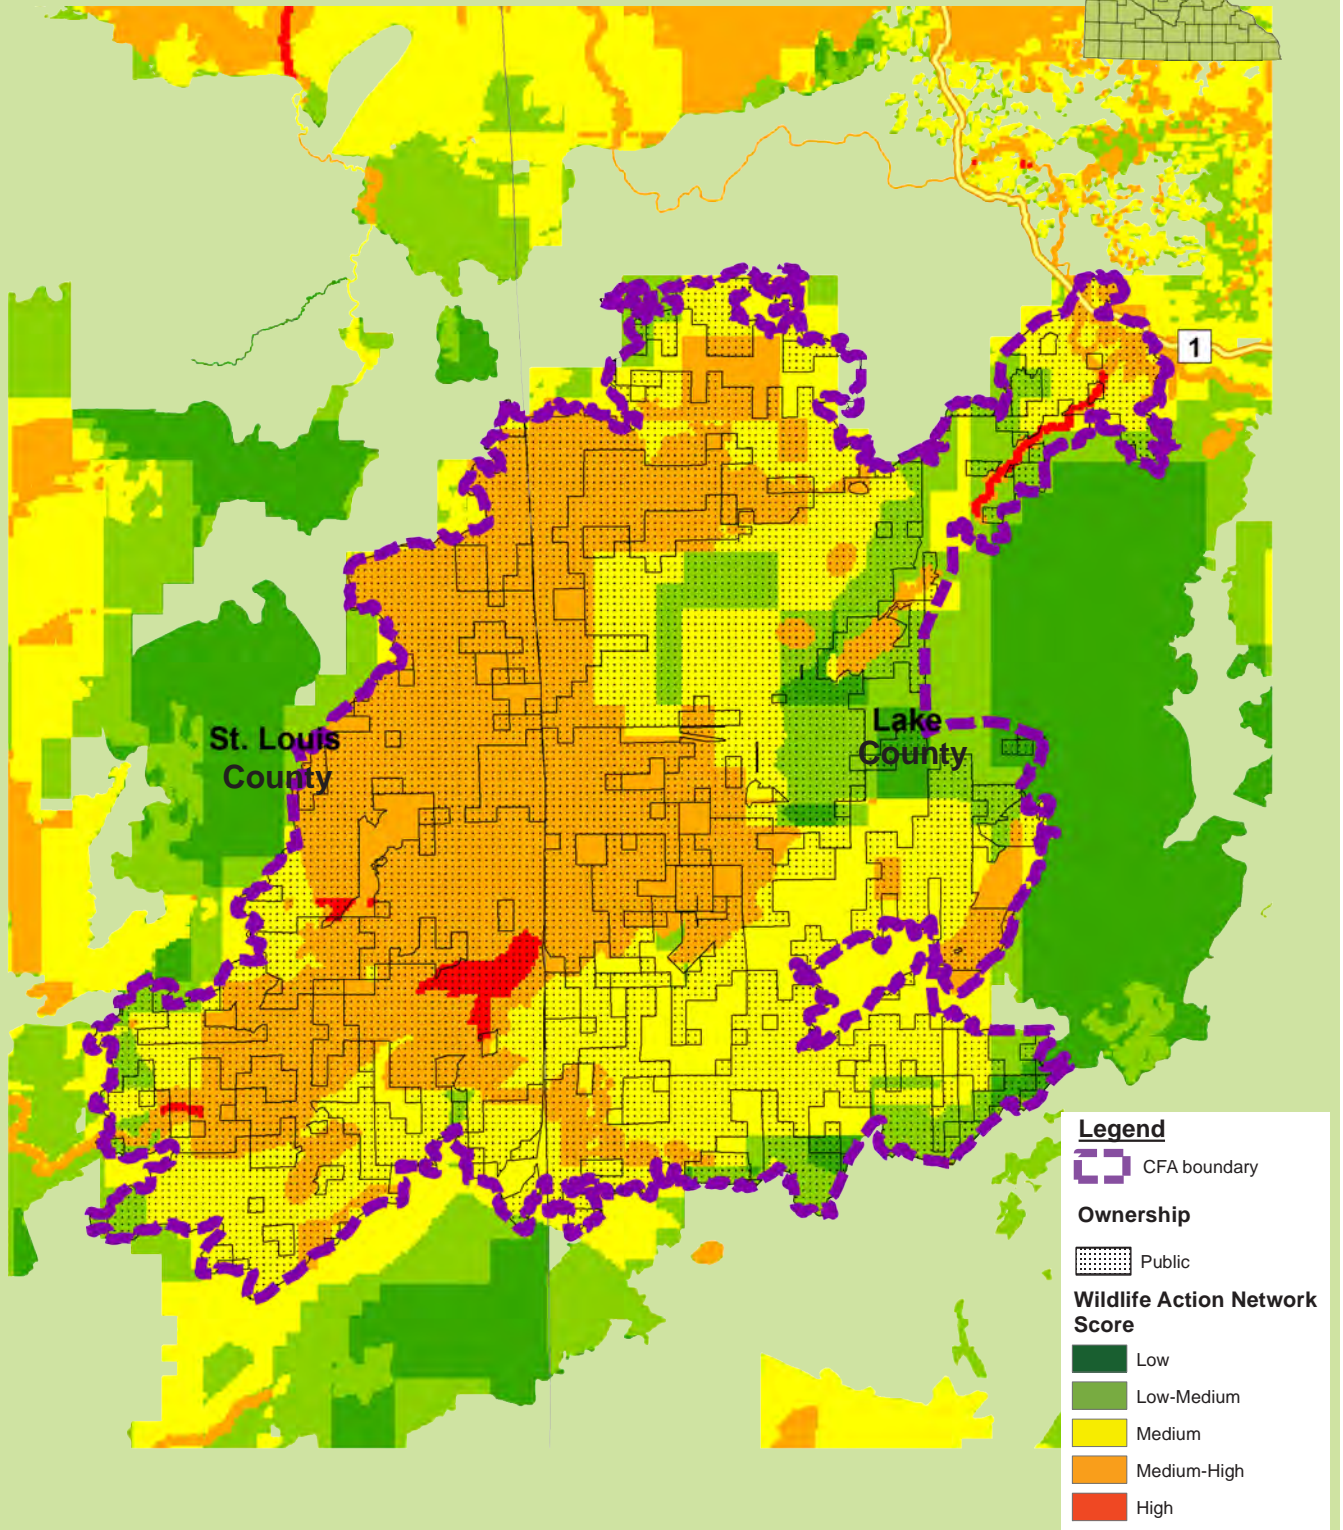 1
St. Louis
County
Lake
County
Legend
CFA boundary
Ownership
Public
Wildlife Action Network
Score
Low
Low-Medium
Medium
Medium-High
High